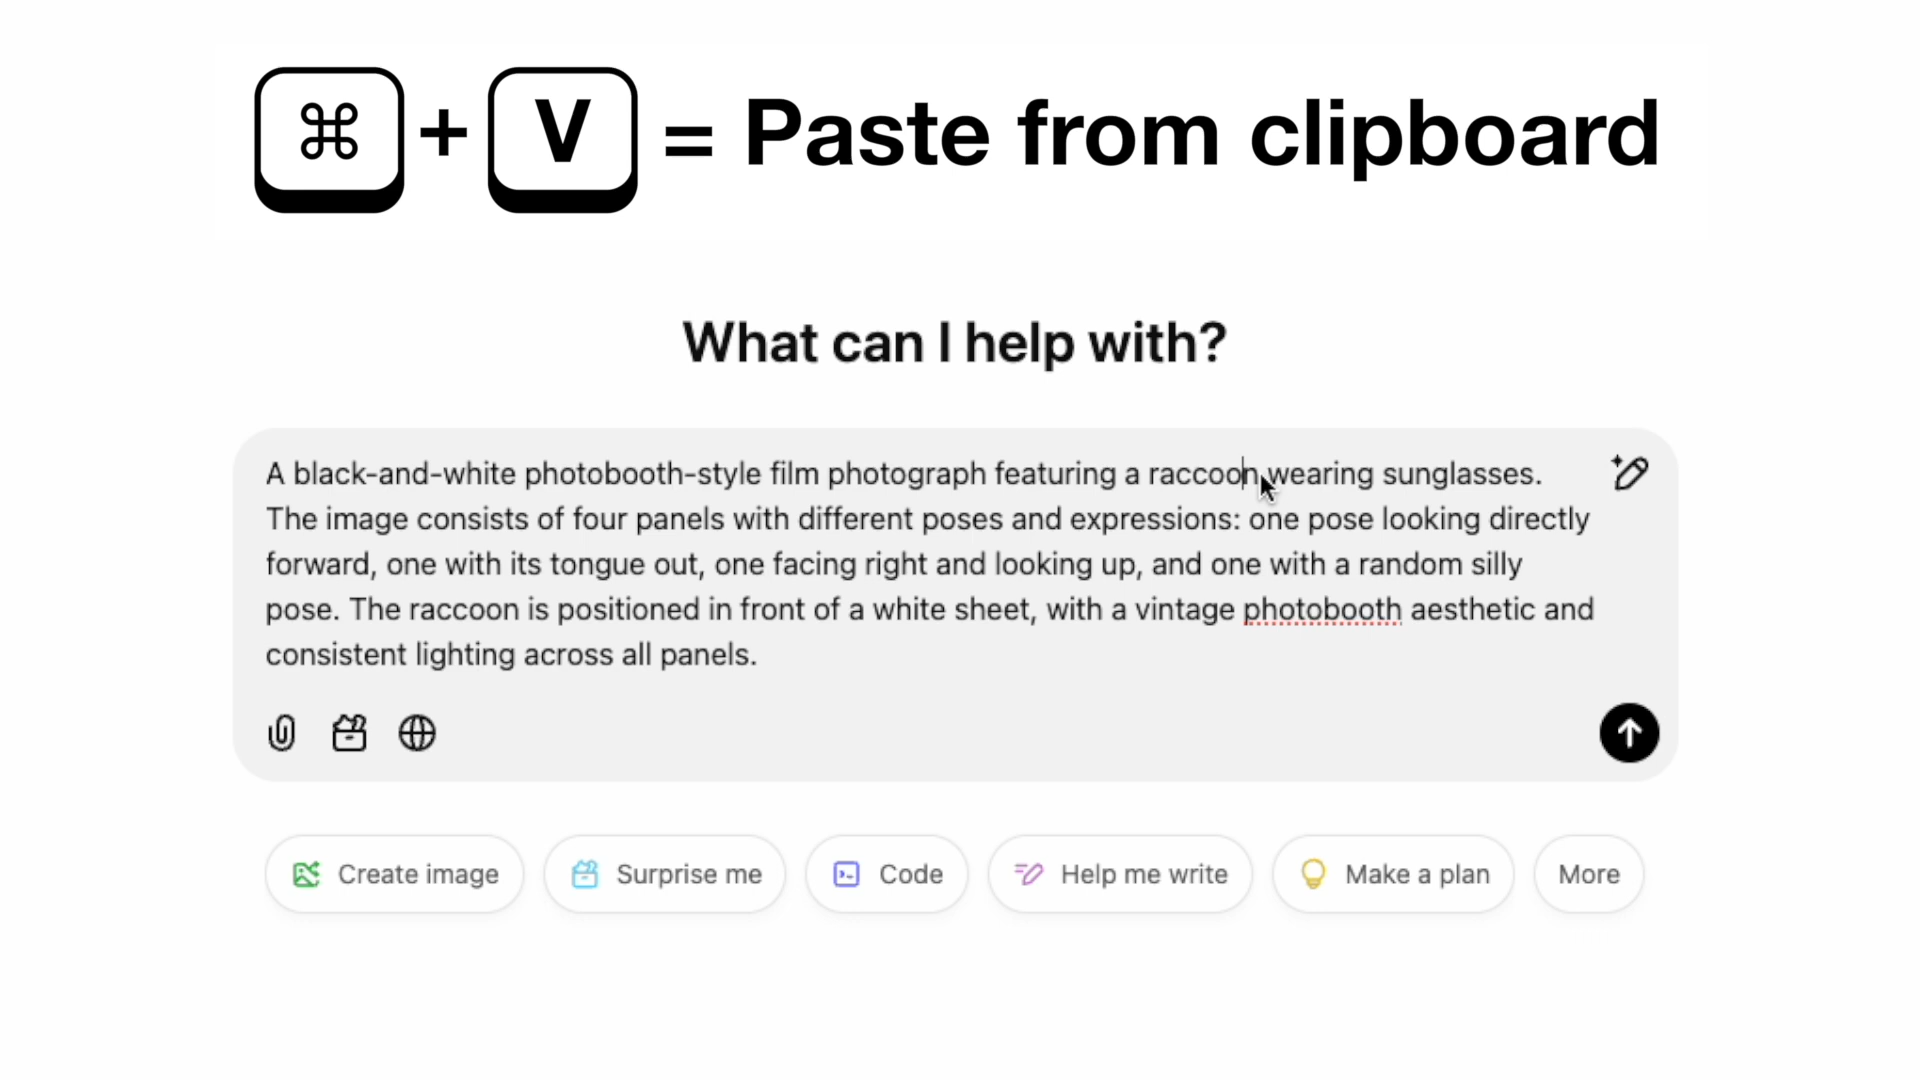 ⌘ + V = Paste from clipboard
What can I help with?
A black-and-white photobooth-style film photograph featuring a raccoon wearing sunglasses.
The image consists of four panels with different poses and expressions: one pose looking directly
forward, one with its tongue out, one facing right and looking up, and one with a random silly
pose. The raccoon is positioned in front of a white sheet, with a vintage photobooth aesthetic and
consistent lighting across all panels.
Create image Surprise me Code Help me write Make a plan More